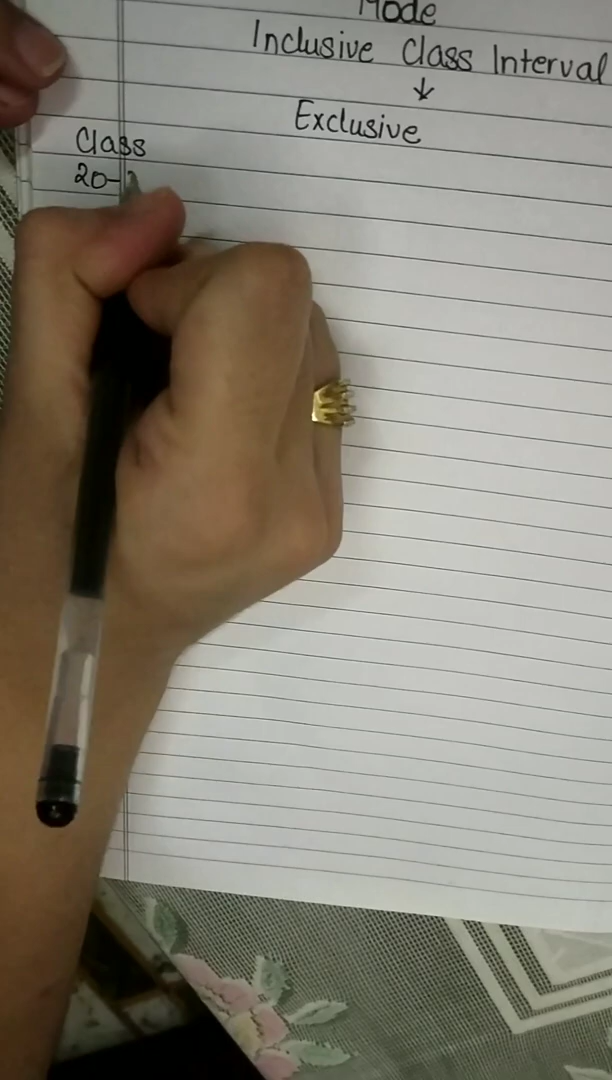 Mode
Inclusive Class Interval
↓
Exclusive
Class
20-